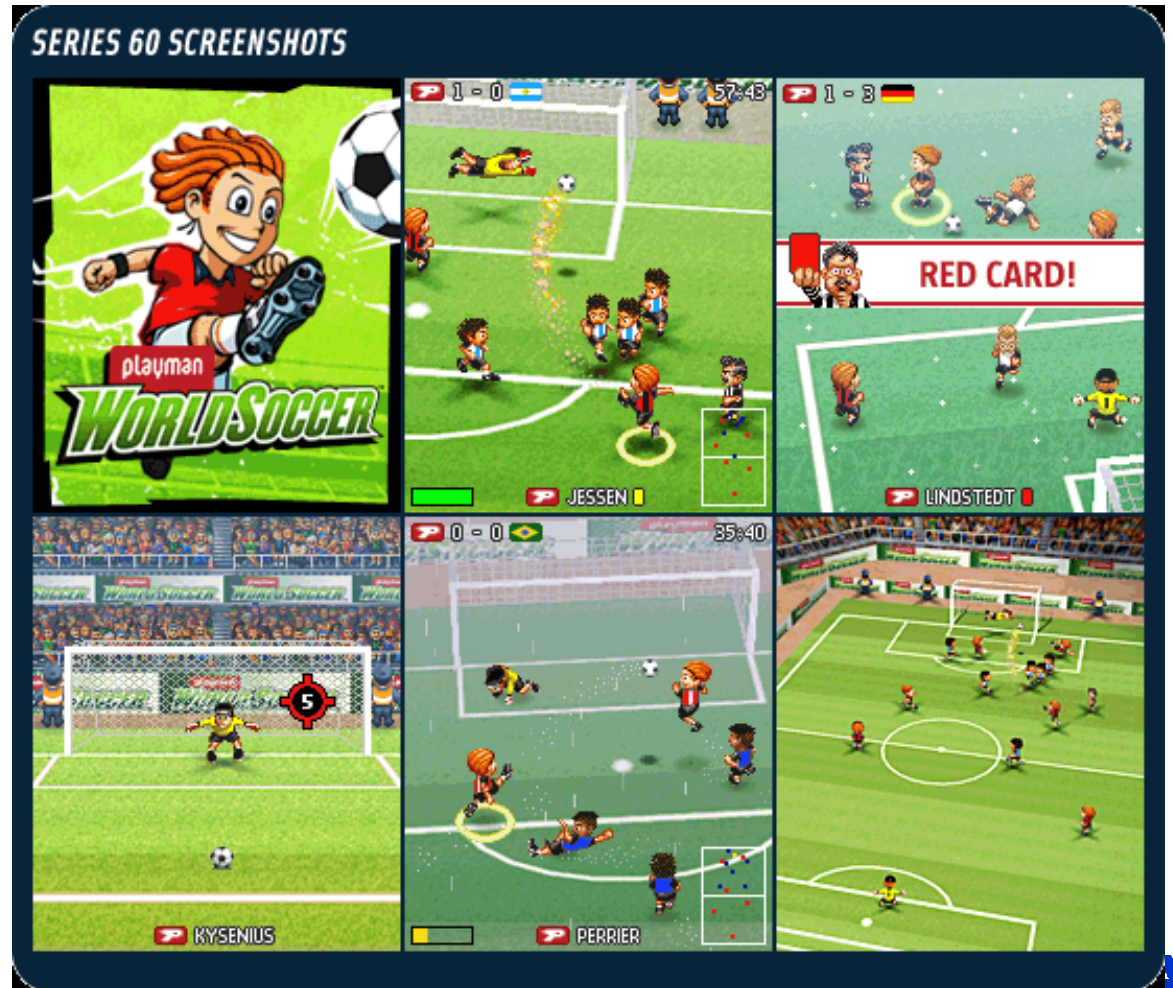 SERIES 60 SCREENSHOTS
playman
WORLD SOCCER
1 - 0
57:43
JESSEN
1 - 3
RED CARD!
1
LINDSTEDT
5
KYSENIUS
0 - 0
35:40
PERRIER